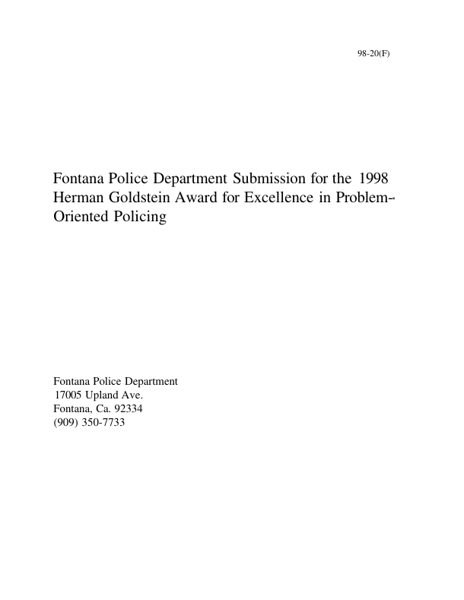 98-20(F)
Fontana Police Department Submission for the 1998
Herman Goldstein Award for Excellence in Problem-
Oriented Policing
Fontana Police Department
17005 Upland Ave.
Fontana, Ca. 92334
(909) 350-7733